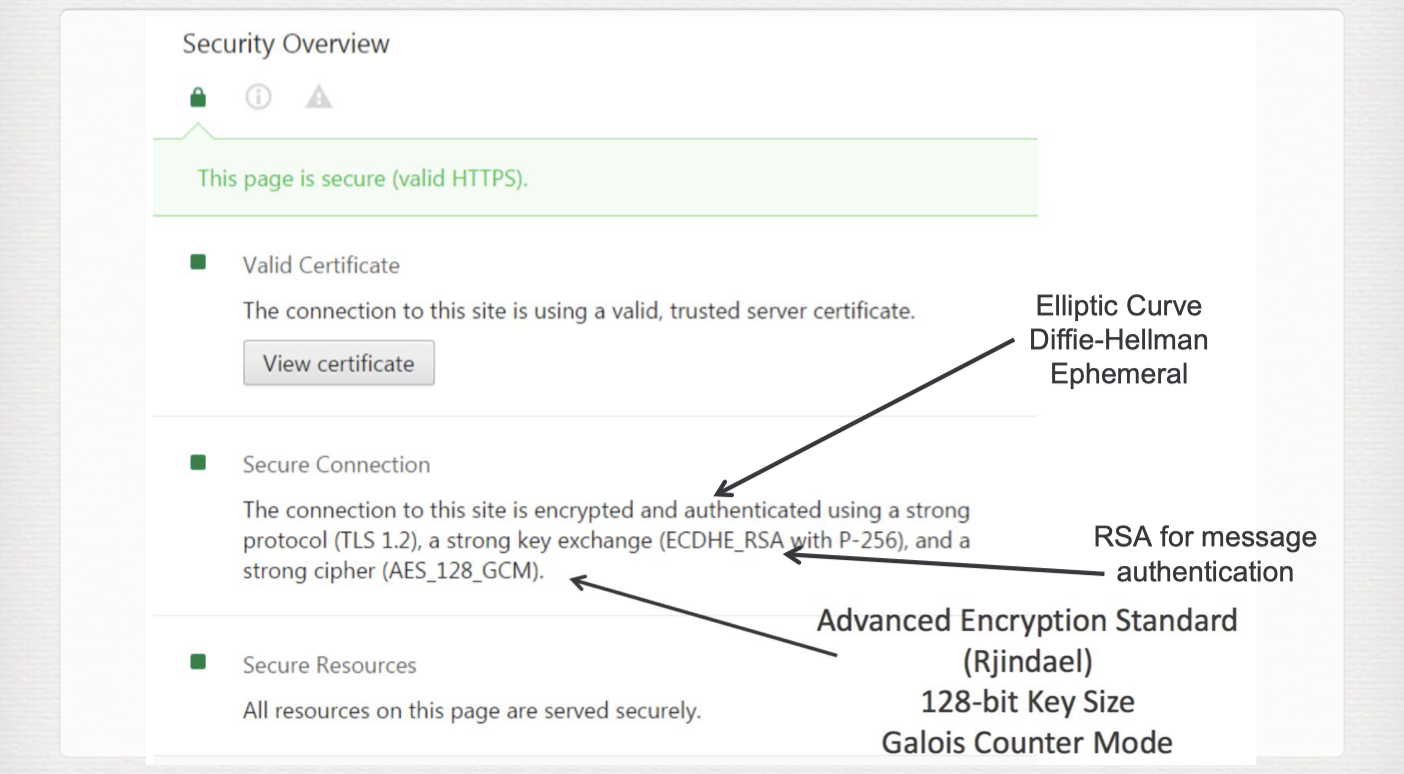 Security Overview
This page is secure (valid HTTPS).
Valid Certificate
The connection to this site is using a valid, trusted server certificate.
View certificate
Elliptic Curve
Diffie-Hellman
Ephemeral
Secure Connection
The connection to this site is encrypted and authenticated using a strong
protocol (TLS 1.2), a strong key exchange (ECDHE_RSA with P-256), and a
strong cipher (AES_128_GCM).
RSA for message
authentication
Advanced Encryption Standard
(Rjindael)
128-bit Key Size
Galois Counter Mode
Secure Resources
All resources on this page are served securely.